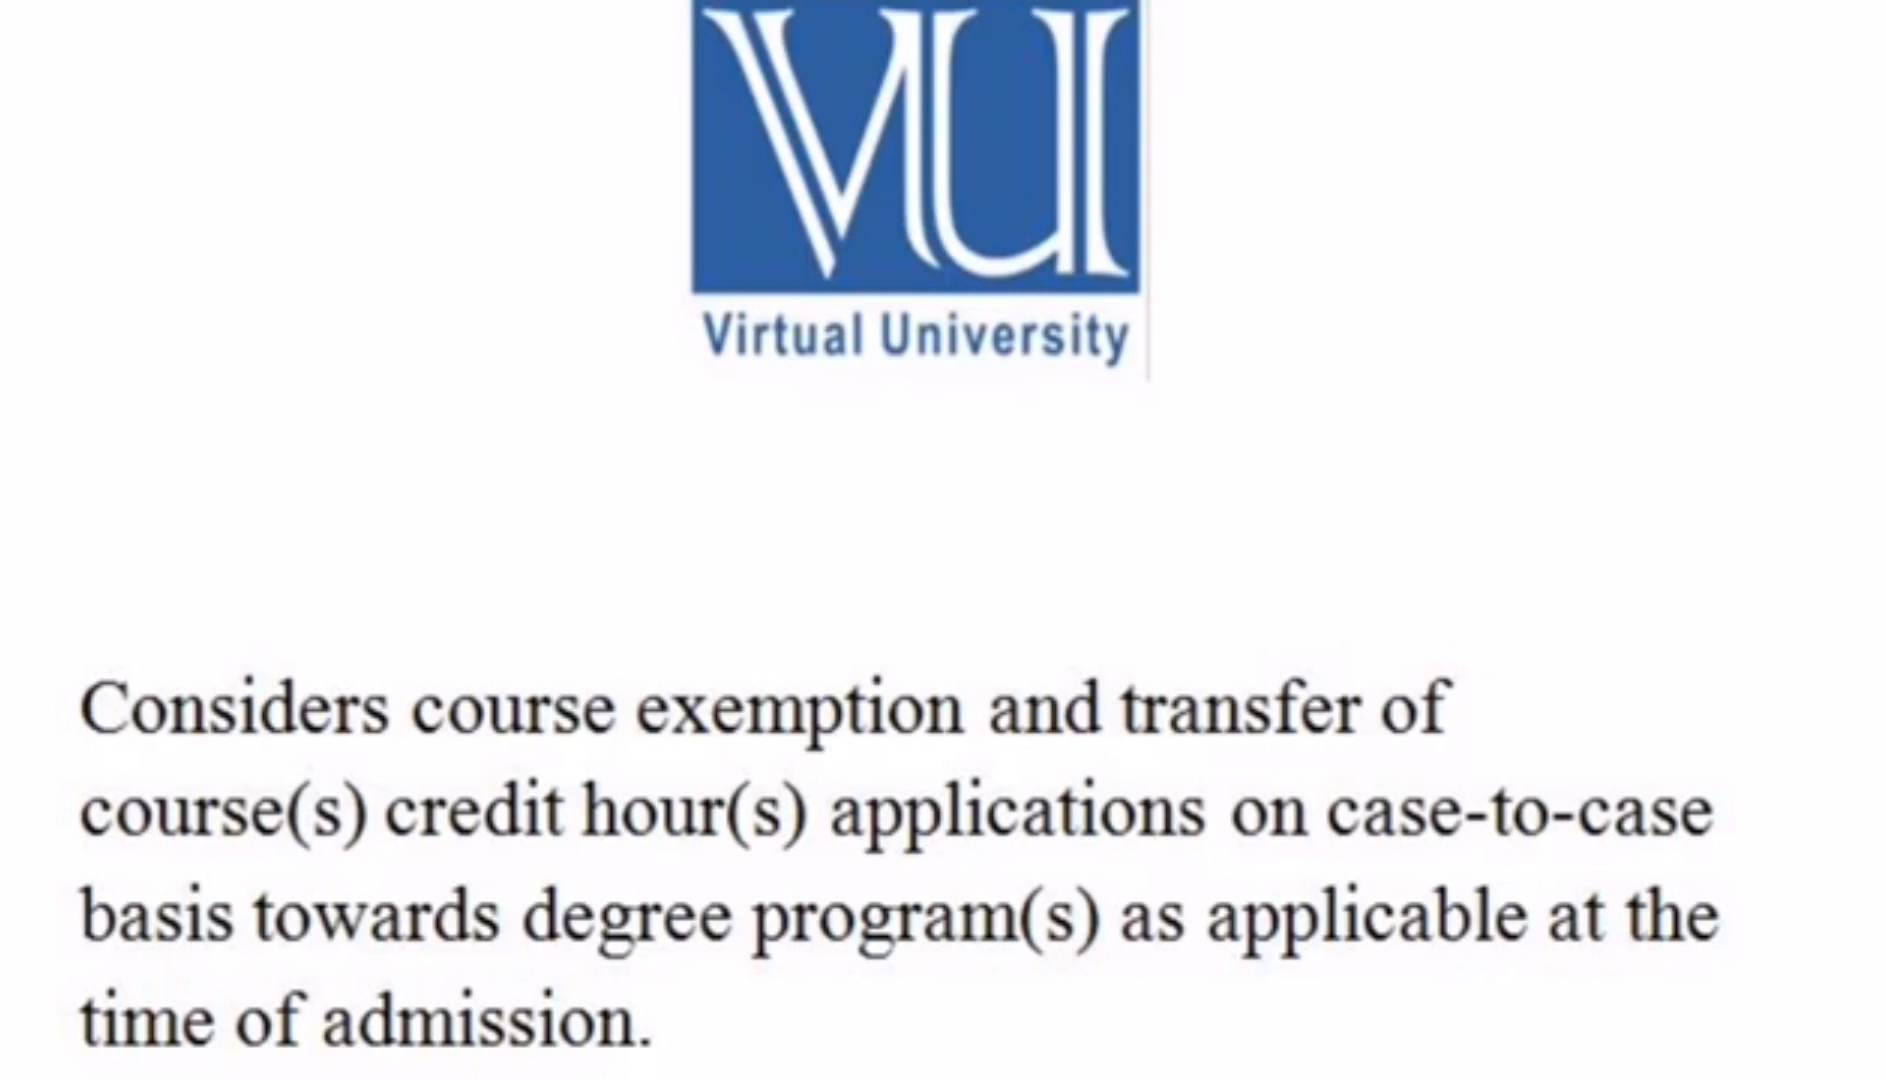 VU
Virtual University
Considers course exemption and transfer of
course(s) credit hour(s) applications on case-to-case
basis towards degree program(s) as applicable at the
time of admission.